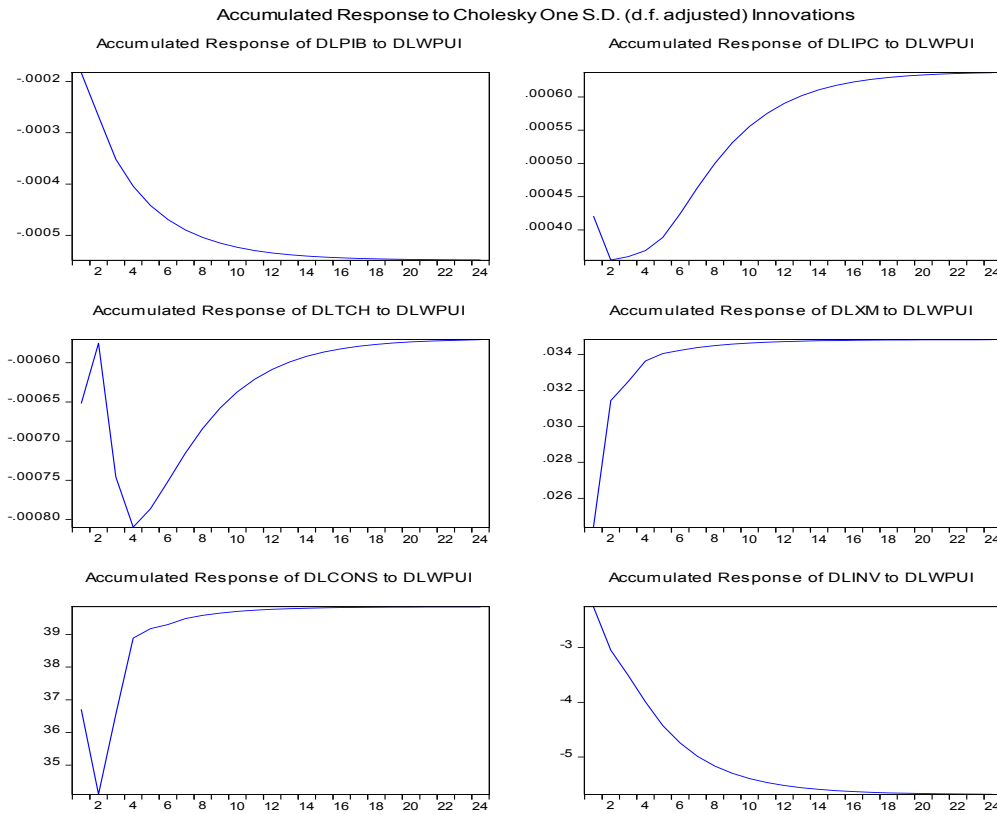 Accumulated Response to Cholesky One S.D. (d.f. adjusted) Innovations
Accumulated Response of DLPIB to DLWPUI
-.0002
-.0003
-.0004
-.0005
2 4 6 8 10 12 14 16 18 20 22 24
Accumulated Response of DLIPC to DLWPUI
.00060
.00055
.00050
.00045
.00040
2 4 6 8 10 12 14 16 18 20 22 24
Accumulated Response of DLTCH to DLWPUI
-.00060
-.00065
-.00070
-.00075
-.00080
2 4 6 8 10 12 14 16 18 20 22 24
Accumulated Response of DLXM to DLWPUI
.034
.032
.030
.028
.026
2 4 6 8 10 12 14 16 18 20 22 24
Accumulated Response of DLCONS to DLWPUI
39
38
37
36
35
2 4 6 8 10 12 14 16 18 20 22 24
Accumulated Response of DLINV to DLWPUI
-3
-4
-5
2 4 6 8 10 12 14 16 18 20 22 24